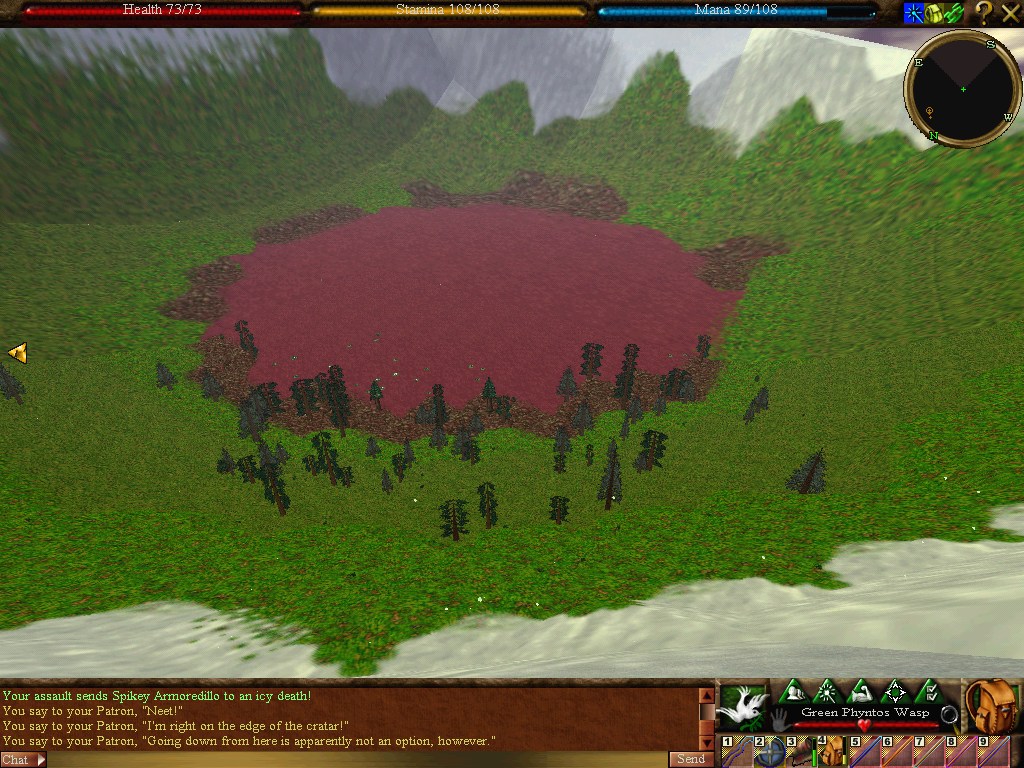 Health 73/73 Stamina 108/108 Mana 89/108
S
E
W
N
Your assault sends Spikey Armoredillo to an icy death!
You say to your Patron, "Neet!"
You say to your Patron, "I'm right on the edge of the cratar!"
You say to your Patron, "Going down from here is apparently not an option, however."
Green Phyntos Wasp
1 2 3 4 5 6 7 8 9
Chat Send